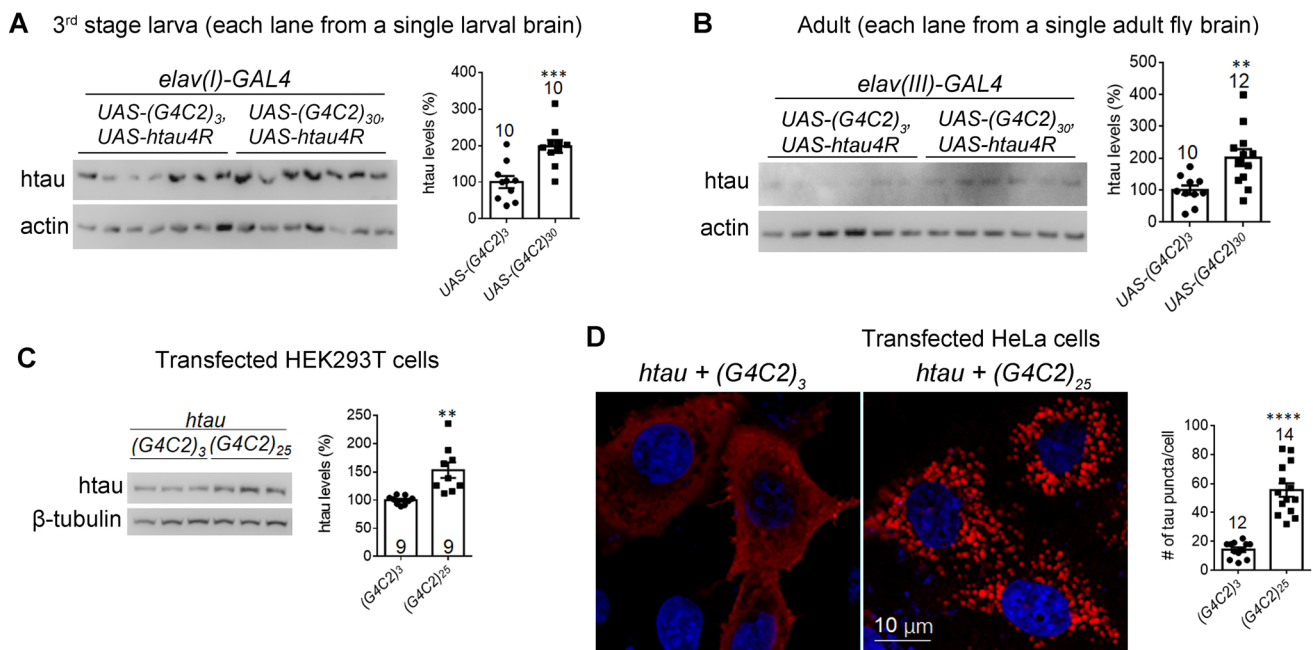 A 3rd stage larva (each lane from a single larval brain)
elav(I)-GAL4
UAS-(G4C2)3, UAS-(G4C2)30,
UAS-htau4R UAS-htau4R
htau
actin
htau levels (%)
400
300
200
100
0
10
***
10
UAS-(G4C2)3
UAS-(G4C2)30
B Adult (each lane from a single adult fly brain)
elav(III)-GAL4
UAS-(G4C2)3, UAS-(G4C2)30,
UAS-htau4R UAS-htau4R
htau
actin
htau levels (%)
500
400
300
200
100
0
10
**
12
UAS-(G4C2)3
UAS-(G4C2)30
C Transfected HEK293T cells
htau
(G4C2)3 (G4C2)25
htau
β-tubulin
htau levels (%)
250
200
150
100
50
0
**
9
9
(G4C2)3
(G4C2)25
D Transfected HeLa cells
htau + (G4C2)3 htau + (G4C2)25
10 μm
# of tau puncta/cell
100
80
60
40
20
0
12
****
14
(G4C2)3
(G4C2)25